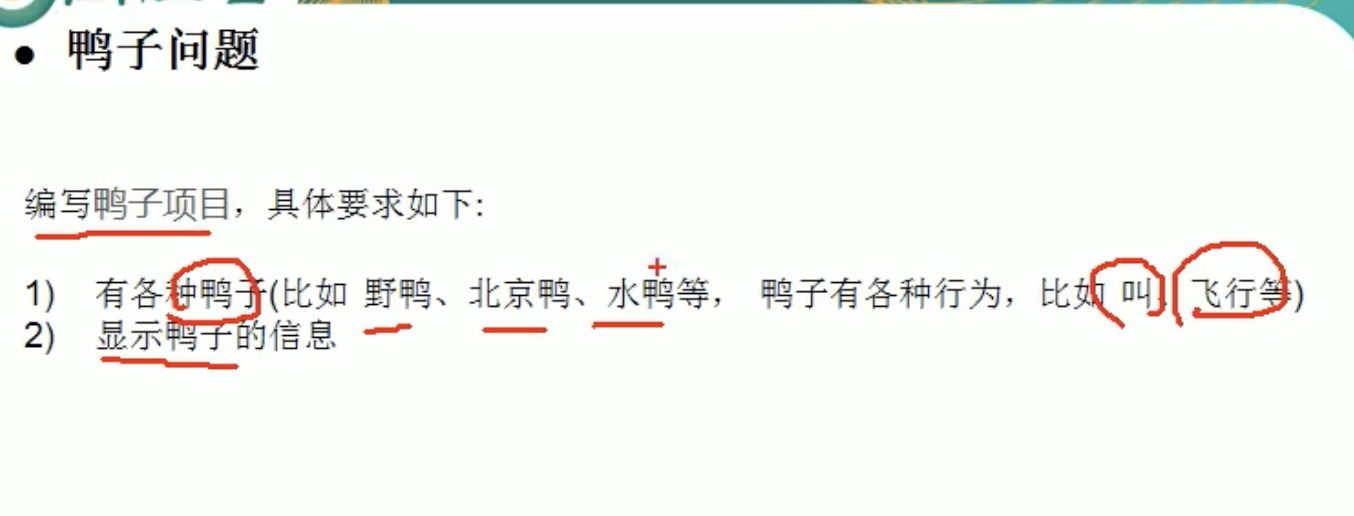 ● 鸭子问题
编写鸭子项目，具体要求如下:
1) 有各种鸭子(比如 野鸭、北京鸭、水鸭等， 鸭子有各种行为，比如 叫、飞行等)
2) 显示鸭子的信息